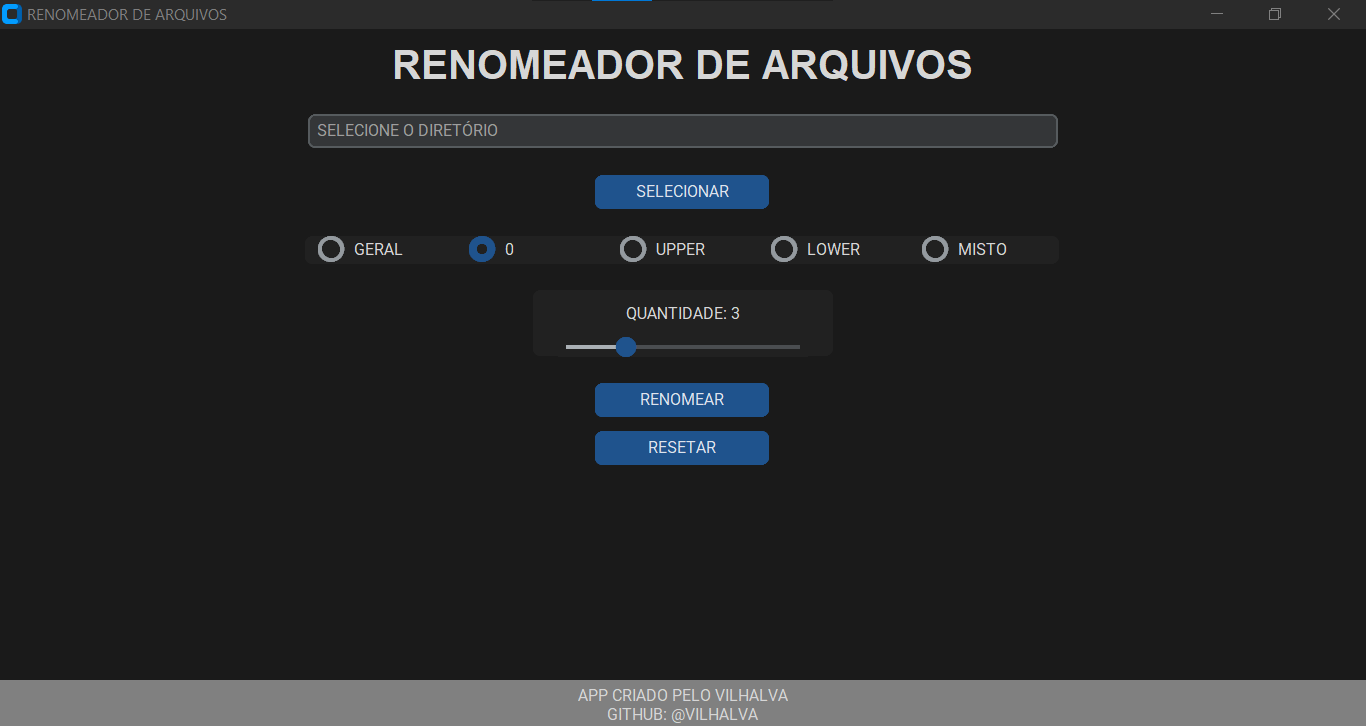 RENOMEADOR DE ARQUIVOS
RENOMEADOR DE ARQUIVOS
SELECIONE O DIRETÓRIO
SELECIONAR
GERAL 0 UPPER LOWER MISTO
QUANTIDADE: 3
RENOMEAR
RESETAR
APP CRIADO PELO VILHALVA
GITHUB: @VILHALVA